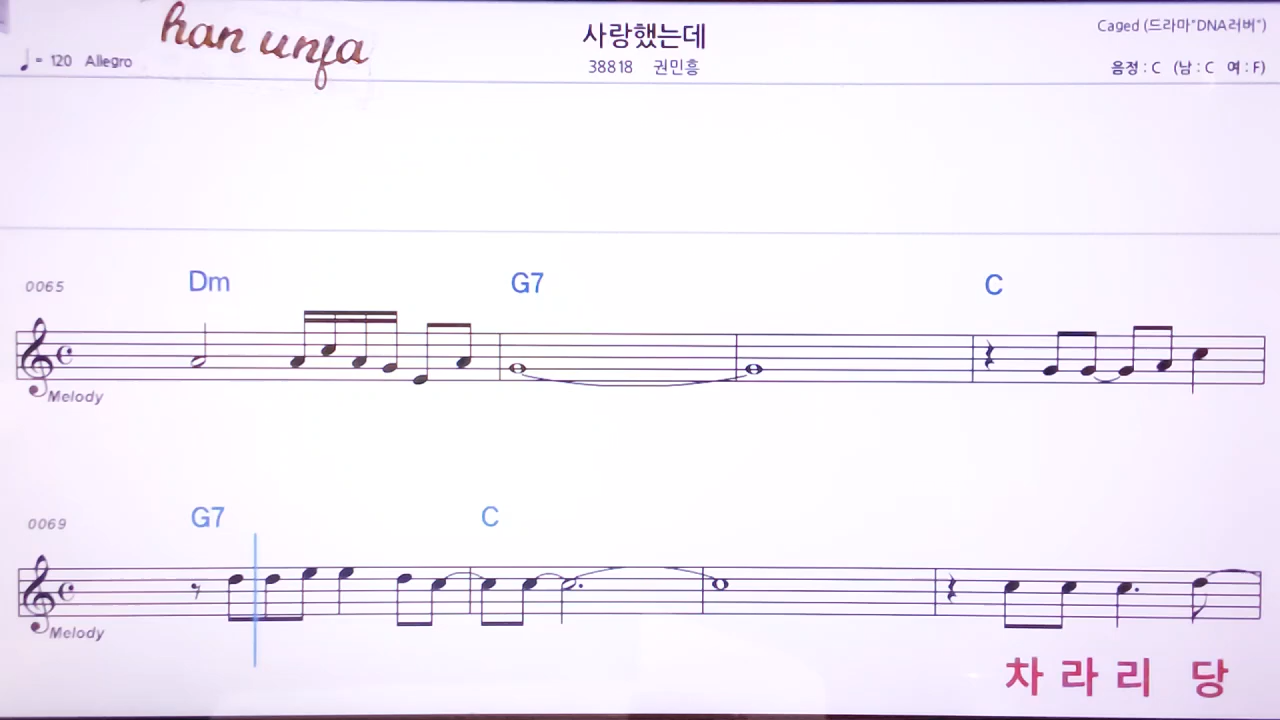 han unfa
사랑했는데
Caged (드라마"DNA러버")
♩ = 120 Allegro
38818 권민흥
음정 : C (남 : C 여 : F)
0065 Dm G7 C
Melody
0069 G7 C
Melody
차 라 리 당